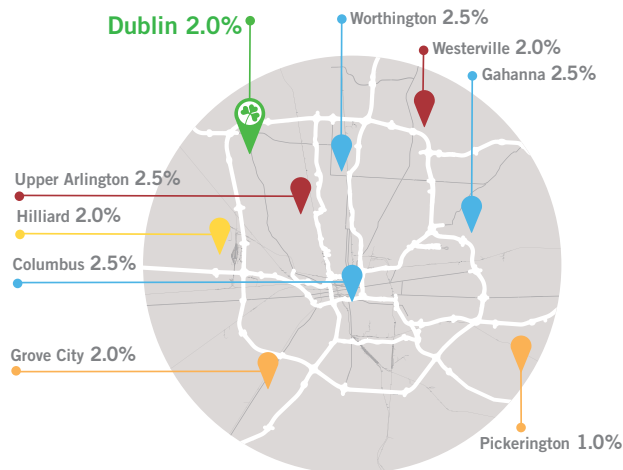 Dublin 2.0%
Worthington 2.5%
Westerville 2.0%
Gahanna 2.5%
Upper Arlington 2.5%
Hilliard 2.0%
Columbus 2.5%
Grove City 2.0%
Pickerington 1.0%